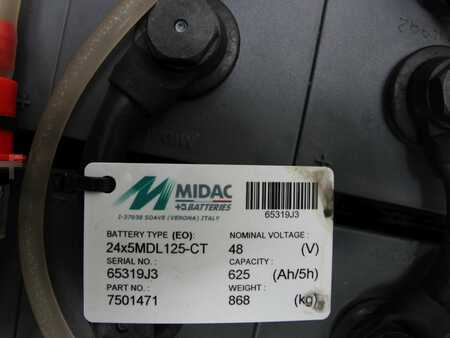 MIDAC
BATTERIES
I-37038 SOAVE (VERONA) ITALY
65319J3
BATTERY TYPE (EO): NOMINAL VOLTAGE :
24x5MDL125-CT 48 (V)
SERIAL NO. : CAPACITY :
65319J3 625 (Ah/5h)
PART NO. : WEIGHT :
7501471 868 (kg)